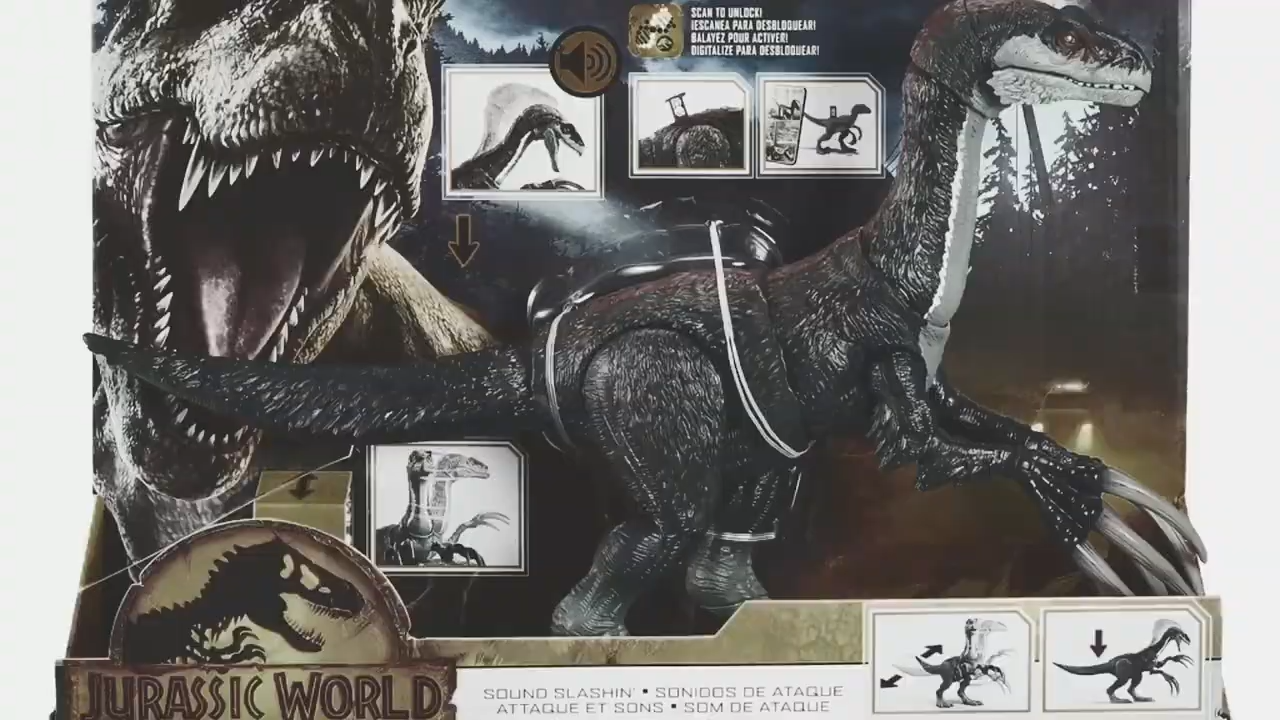 SCAN TO UNLOCK!
¡ESCANEA PARA DESBLOQUEAR!
BALAYEZ POUR ACTIVER!
DIGITALIZE PARA DESBLOQUEAR!
JURASSIC WORLD
SOUND SLASHIN' • SONIDOS DE ATAQUE
ATTAQUE ET SONS • SOM DE ATAQUE